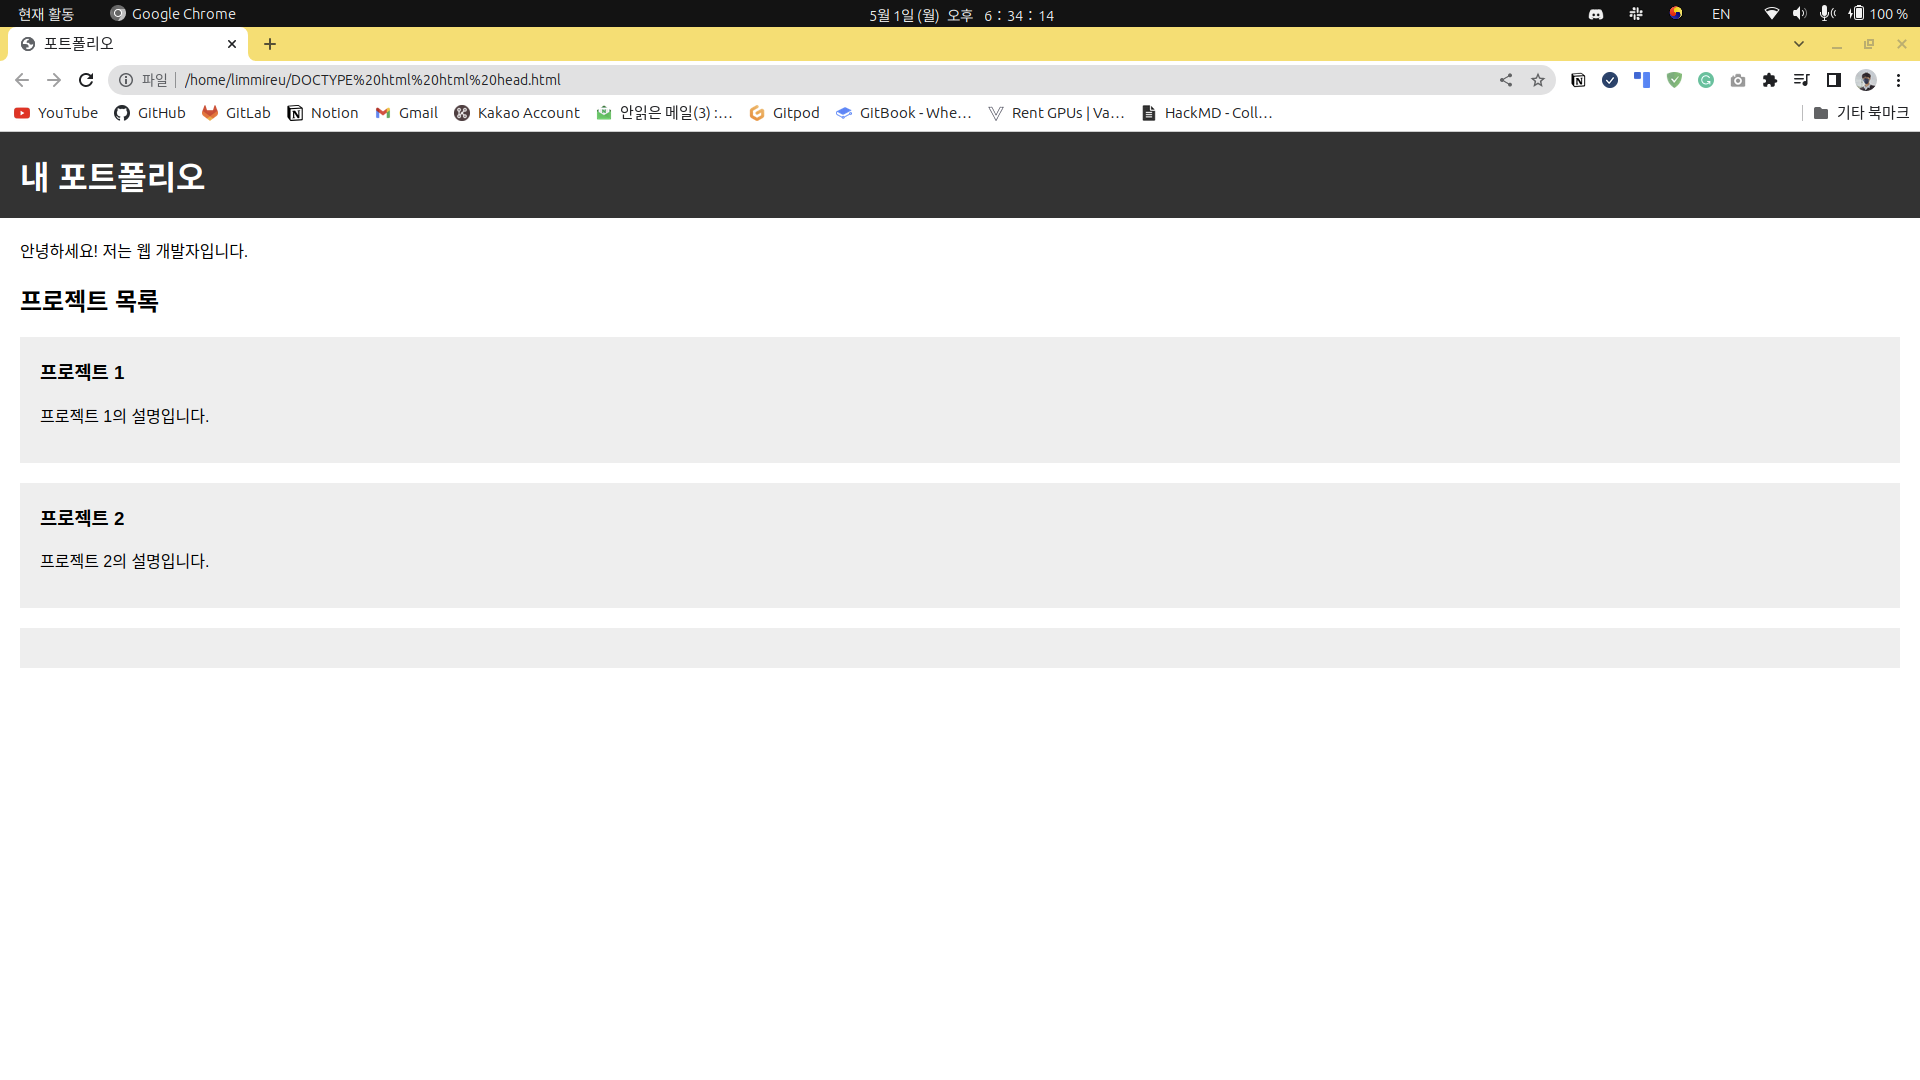 현재 활동 Google Chrome 5월 1일 (월) 오후 6 : 34 : 14 EN 100 %
포트폴리오
파일 /home/limmireu/DOCTYPE%20html%20html%20head.html
YouTube GitHub GitLab Notion Gmail Kakao Account 안읽은 메일(3) :... Gitpod GitBook - Whe... Rent GPUs | Va... HackMD - Coll... 기타 북마크
내 포트폴리오
안녕하세요! 저는 웹 개발자입니다.
프로젝트 목록
프로젝트 1
프로젝트 1의 설명입니다.
프로젝트 2
프로젝트 2의 설명입니다.